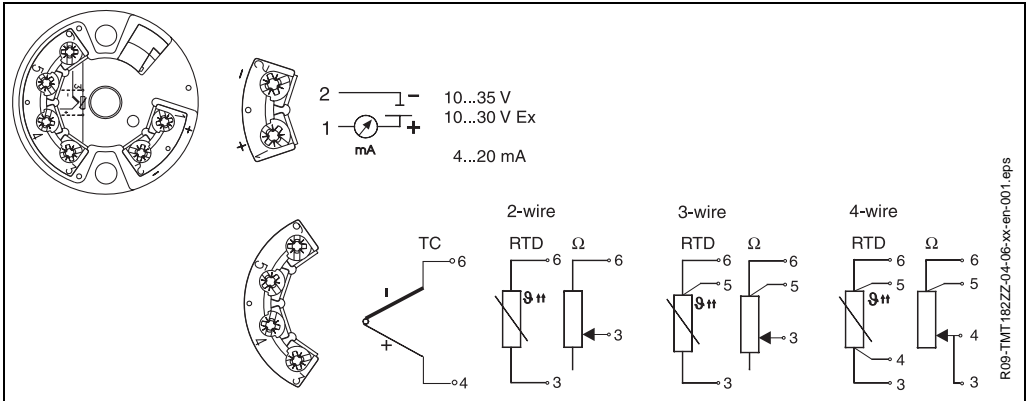 2 − 10...35 V
10...30 V Ex
1 +
mA
4...20 mA
2-wire 3-wire 4-wire
TC RTD Ω RTD Ω RTD Ω
6 6 6 6 6 6 6
5 5 5 5
− ϑ ϑ ϑ
+ 3 3 4
4
4 3 3 3 3
R09-TMT182ZZ-04-06-xx-en-001.eps